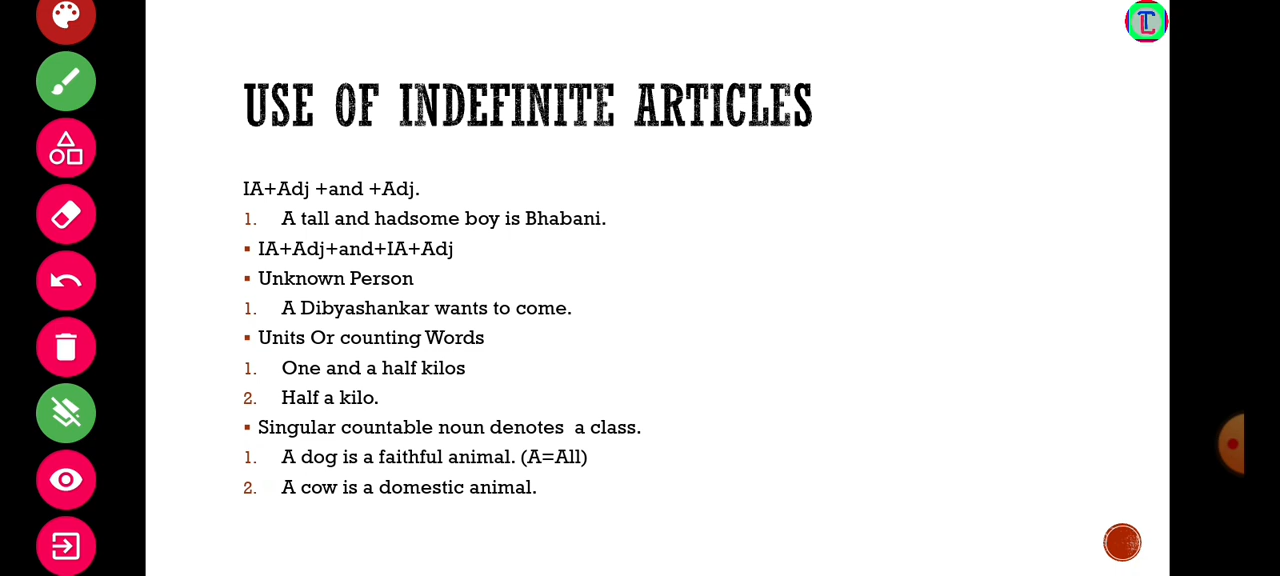 USE OF INDEFINITE ARTICLES
IA+Adj +and +Adj.
1. A tall and hadsome boy is Bhabani.
▪ IA+Adj+and+IA+Adj
▪ Unknown Person
1. A Dibyashankar wants to come.
▪ Units Or counting Words
1. One and a half kilos
2. Half a kilo.
▪ Singular countable noun denotes a class.
1. A dog is a faithful animal. (A=All)
2. A cow is a domestic animal.